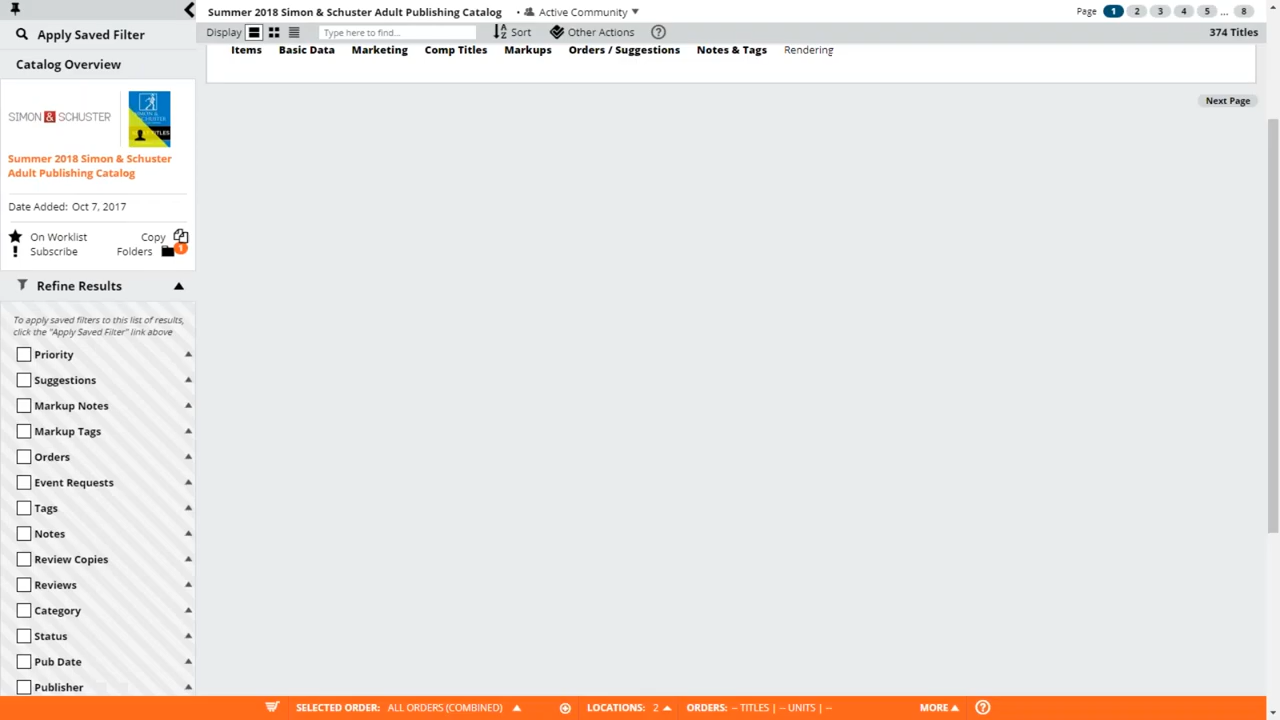 Summer 2018 Simon & Schuster Adult Publishing Catalog • Active Community
Page 1 2 3 4 5 ... 8
Apply Saved Filter
Display Type here to find... Sort Other Actions ? 374 Titles
Items Basic Data Marketing Comp Titles Markups Orders / Suggestions Notes & Tags Rendering
Next Page
Catalog Overview
SIMON & SCHUSTER
Summer 2018 Simon & Schuster
Adult Publishing Catalog
Date Added: Oct 7, 2017
On Worklist Copy
Subscribe Folders 1
Refine Results
To apply saved filters to this list of results,
click the "Apply Saved Filter" link above
Priority
Suggestions
Markup Notes
Markup Tags
Orders
Event Requests
Tags
Notes
Review Copies
Reviews
Category
Status
Pub Date
Publisher
SELECTED ORDER: ALL ORDERS (COMBINED) LOCATIONS: 2 ORDERS: -- TITLES | -- UNITS | -- MORE ?